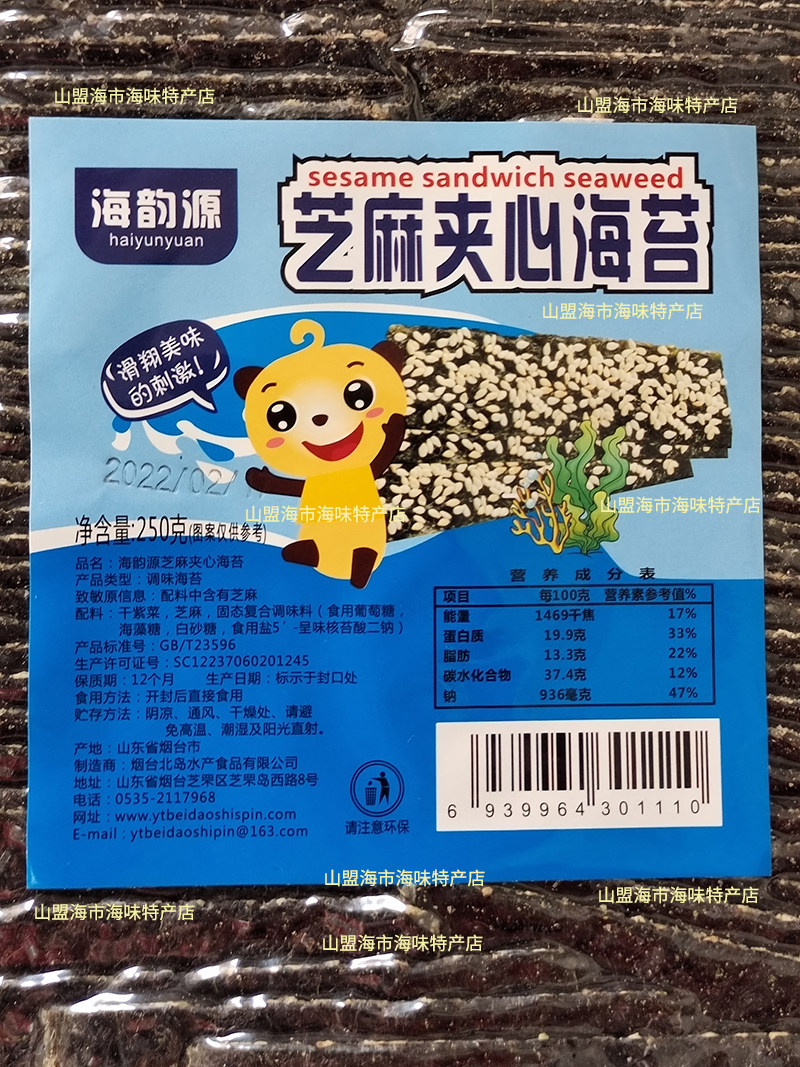 山盟海市海味特产店
山盟海市海味特产店
海韵源
haiyunyuan
sesame sandwich seaweed
芝麻夹心海苔
山盟海市海味特产店
滑翔美味
的刺激!
2022/02/
山盟海市海味特产店
山盟海市海味特产店
净含量:250克(图案仅供参考)
品名:海韵源芝麻夹心海苔
产品类型:调味海苔
致敏原信息:配料中含有芝麻
配料:干紫菜,芝麻,固态复合调味料(食用葡萄糖,
海藻糖,白砂糖,食用盐5′-呈味核苔酸二钠)
产品标准号:GB/T23596
生产许可证号:SC12237060201245
保质期:12个月 生产日期:标示于封口处
食用方法:开封后直接食用
贮存方法:阴凉、通风、干燥处、请避
免高温、潮湿及阳光直射。
产地:山东省烟台市
制造商:烟台北岛水产食品有限公司
地址:山东省烟台芝罘区芝罘岛西路8号
电话:0535-2117968
网址:www.ytbeidaoshispin.com
E-mail:ytbeidaoshipin@163.com
请注意环保
营养成分表
项目 每100克 营养素参考值%
能量 1469千焦 17%
蛋白质 19.9克 33%
脂肪 13.3克 22%
碳水化合物 37.4克 12%
钠 936毫克 47%
6 939964 301110
山盟海市海味特产店
山盟海市海味特产店
山盟海市海味特产店
山盟海市海味特产店